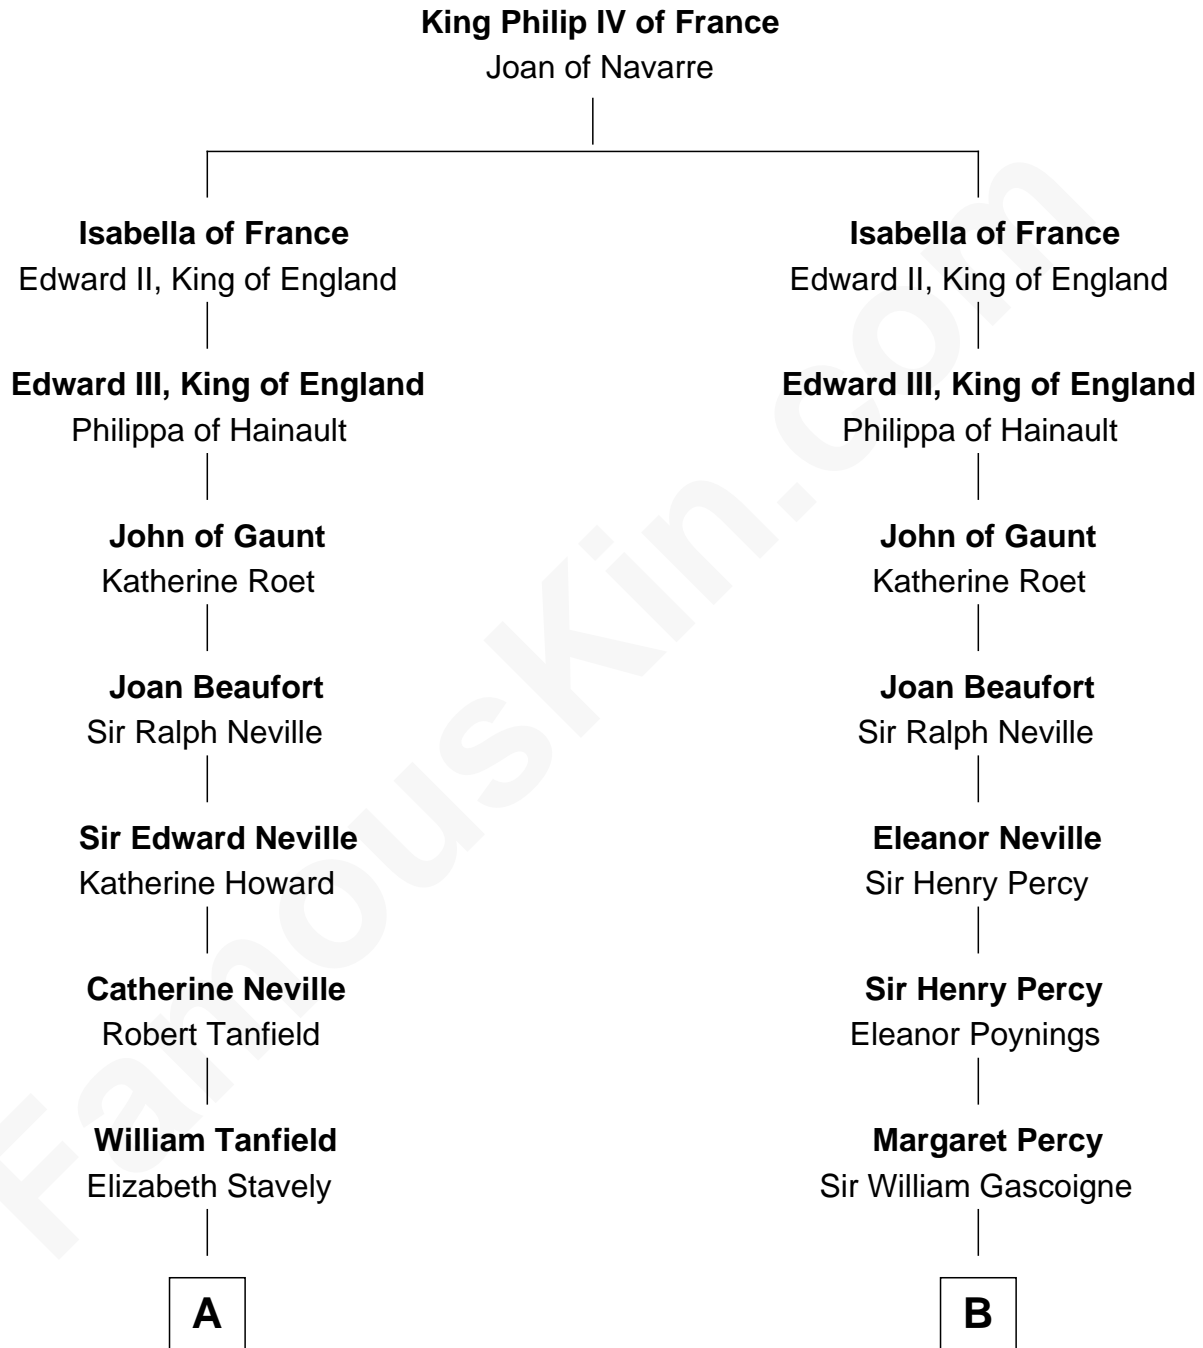 King Philip IV of France
Joan of Navarre
Isabella of France
Edward II, King of England
Edward III, King of England
Philippa of Hainault
John of Gaunt
Katherine Roet
Joan Beaufort
Sir Ralph Neville
Sir Edward Neville
Katherine Howard
Catherine Neville
Robert Tanfield
William Tanfield
Elizabeth Stavely
A
Isabella of France
Edward II, King of England
Edward III, King of England
Philippa of Hainault
John of Gaunt
Katherine Roet
Joan Beaufort
Sir Ralph Neville
Eleanor Neville
Sir Henry Percy
Sir Henry Percy
Eleanor Poynings
Margaret Percy
Sir William Gascoigne
B
FamousKin.com